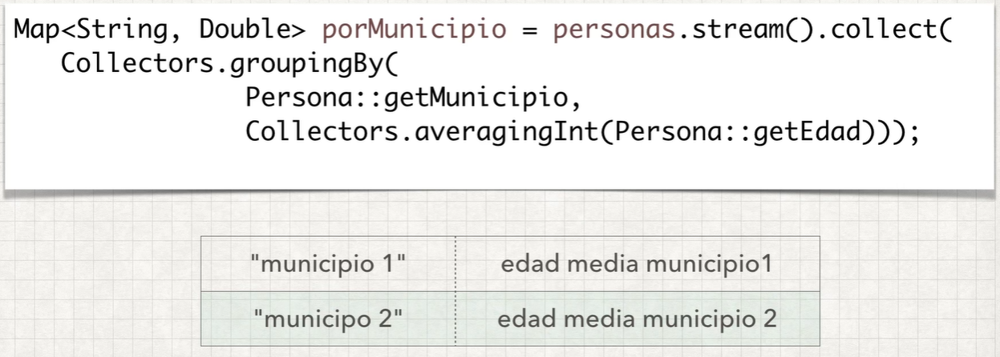 Map<String, Double> porMunicipio = personas.stream().collect(
Collectors.groupingBy(
Persona::getMunicipio,
Collectors.averagingInt(Persona::getEdad)));
"municipio 1" edad media municipio1
"municipo 2" edad media municipio 2